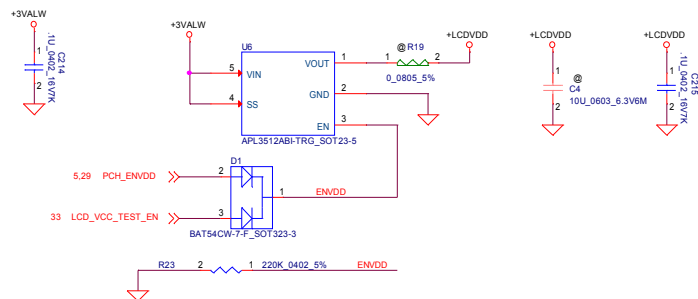 +3VALW
1
2
C214
.1U_0402_16V7K
+3VALW
U6
5 VIN
4 SS
VOUT 1
GND 2
EN 3
APL3512ABI-TRG_SOT23-5
@ R19
1 2
0_0805_5%
+LCDVDD
+LCDVDD
1
2
@
C4
10U_0603_6.3V6M
+LCDVDD
1
2
C215
.1U_0402_16V7K
D1
5.29 PCH_ENVDD 2
1 ENVDD
33 LCD_VCC_TEST_EN 3
BAT54CW-7-F_SOT323-3
R23 2 1 220K_0402_5% ENVDD